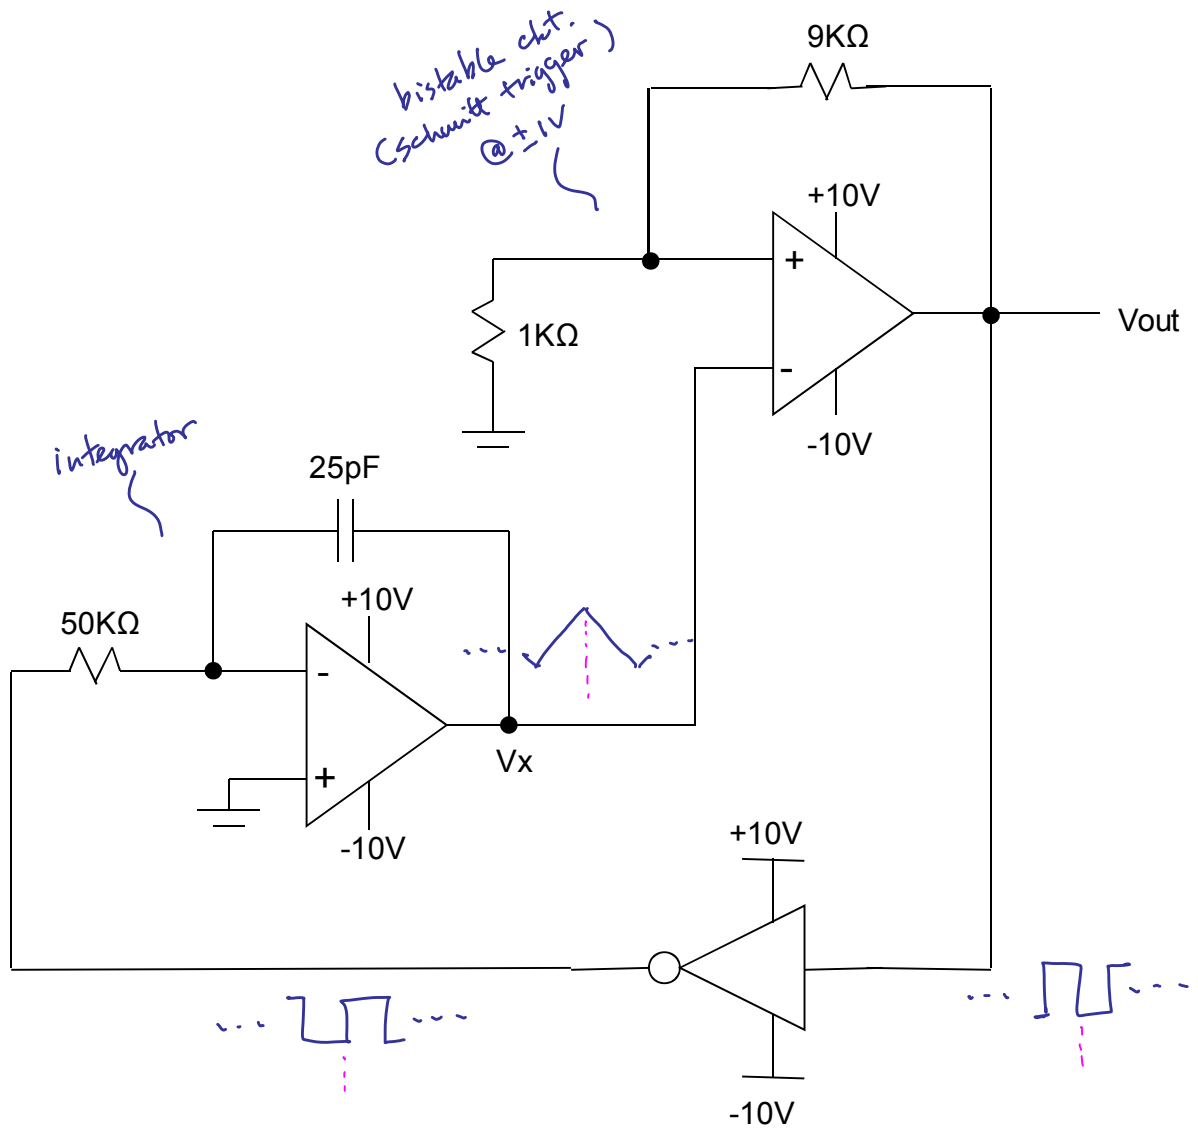 bistable ckt.
(schmitt trigger)
@ ±1V
9KΩ
+10V
+
1KΩ
-
Vout
-10V
integrator
25pF
+10V
50KΩ
-
+
Vx
-10V
+10V
-10V